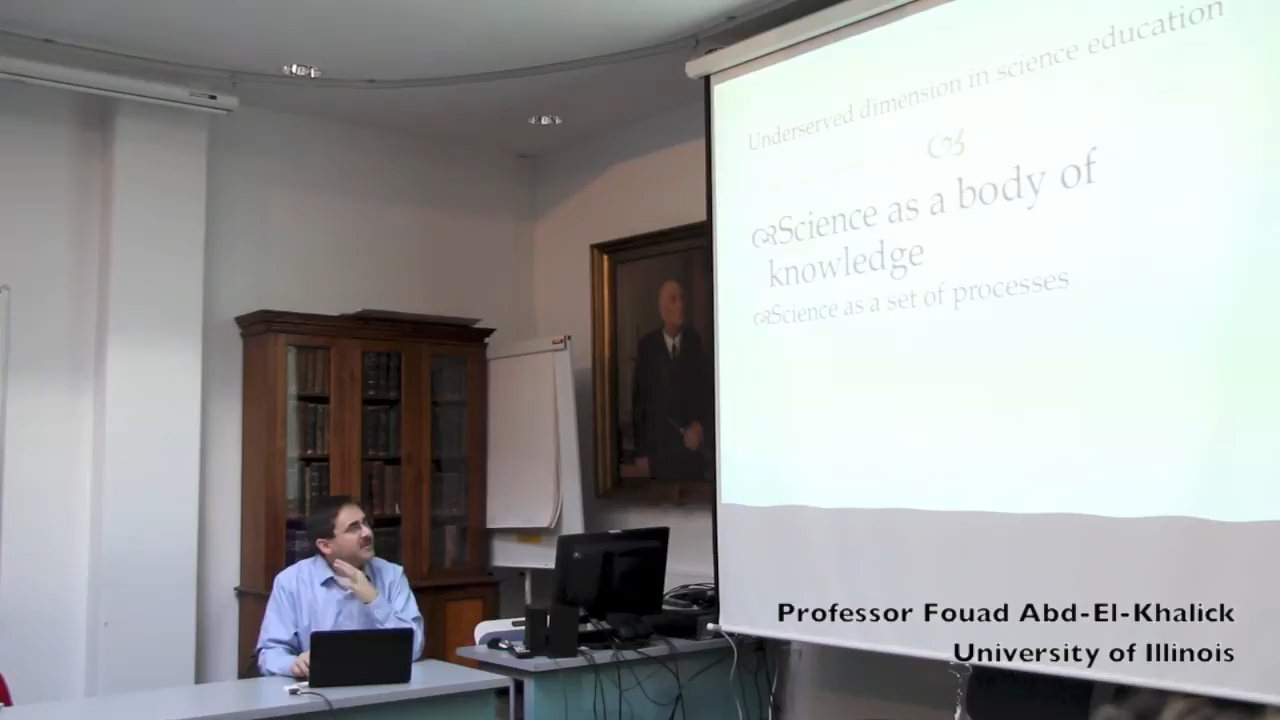 Underserved dimension in science education
Science as a body of
knowledge
Science as a set of processes
Professor Fouad Abd-El-Khalick
University of Illinois